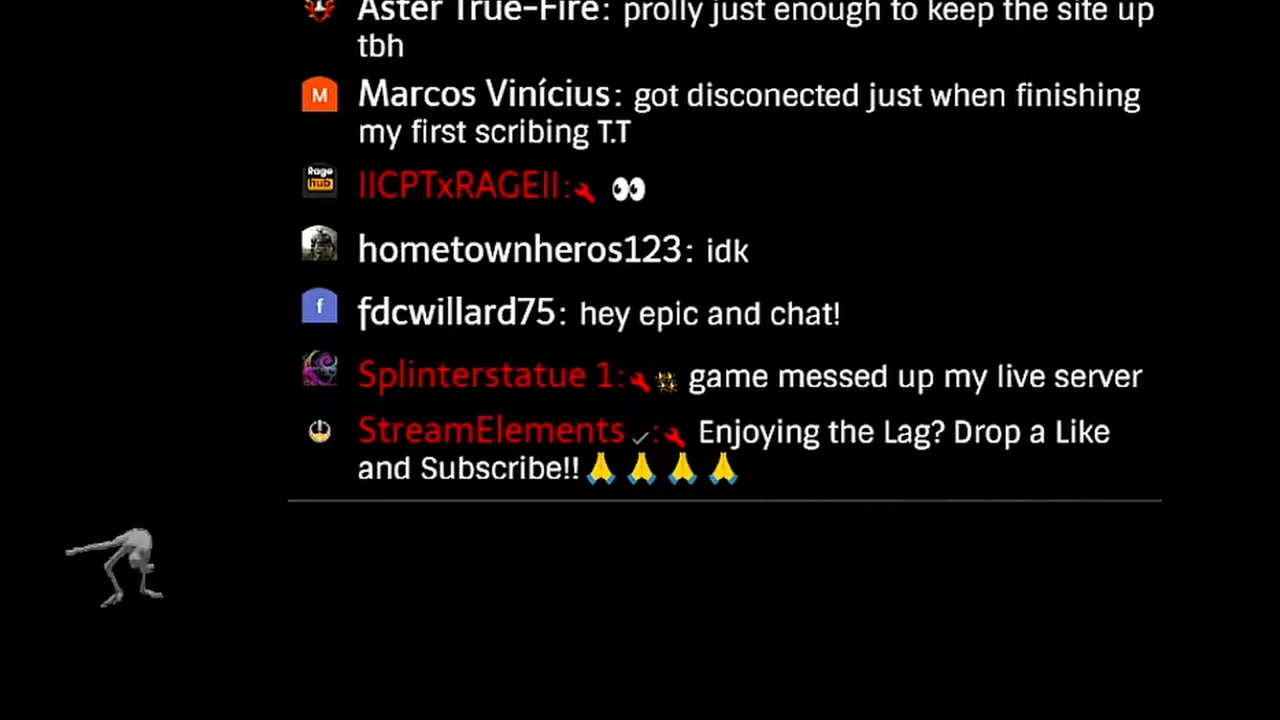 Aster True-Fire: prolly just enough to keep the site up
tbh
M
Marcos Vinícius: got disconected just when finishing
my first scribing T.T
Rage
hub
IICPTxRAGEII: 👀
hometownheros123: idk
f
fdcwillard75: hey epic and chat!
Splinterstatue 1: game messed up my live server
StreamElements ✓: Enjoying the Lag? Drop a Like
and Subscribe!!🙏🙏🙏🙏